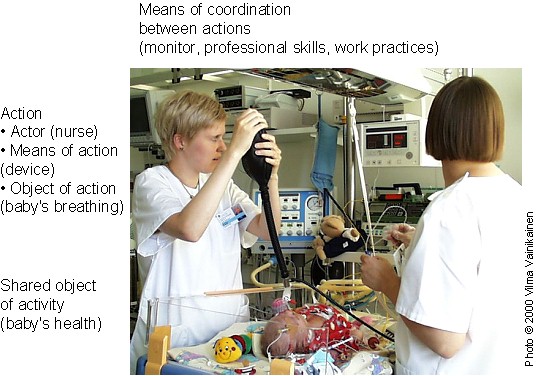 Means of coordination
between actions
(monitor, professional skills, work practices)
Action
• Actor (nurse)
• Means of action
(device)
• Object of action
(baby's breathing)
Shared object
of activity
(baby's health)
Photo © 2000 Vilma Vainikainen